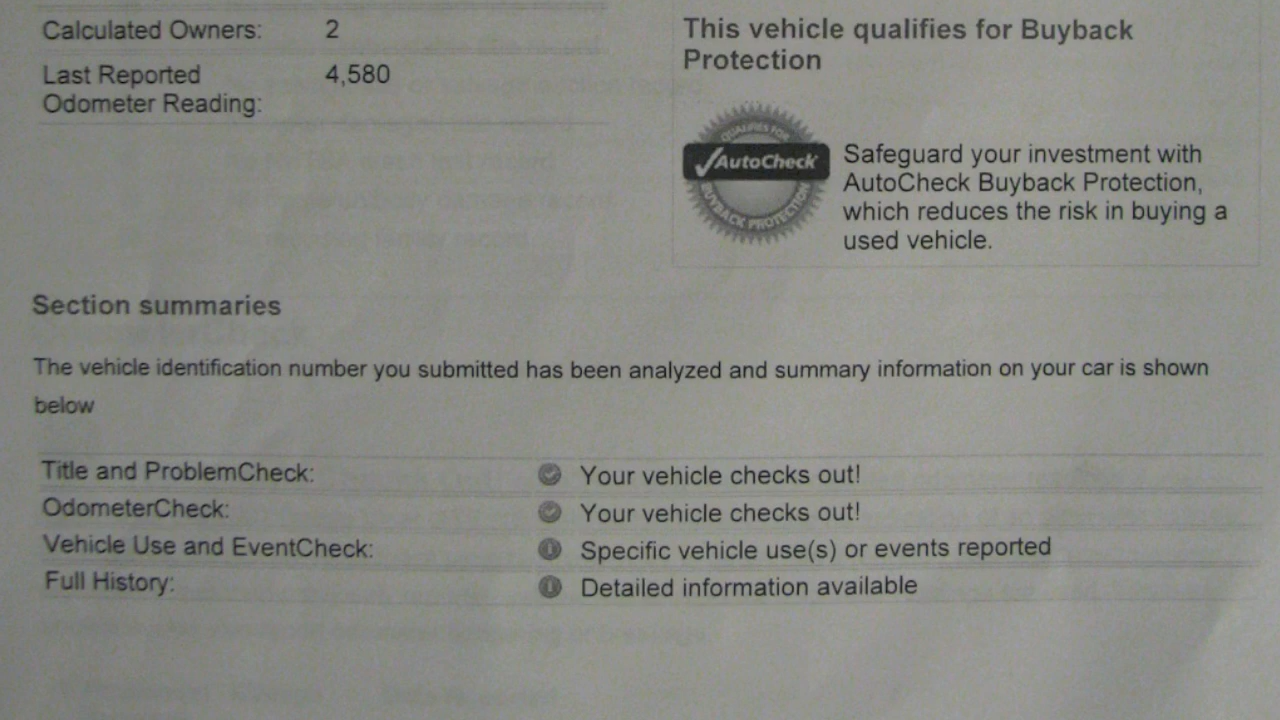 Calculated Owners: 2
Last Reported 4,580
Odometer Reading:
This vehicle qualifies for Buyback
Protection
QUALIFIES FOR
AutoCheck
BUYBACK PROTECTION
Safeguard your investment with
AutoCheck Buyback Protection,
which reduces the risk in buying a
used vehicle.
Section summaries
The vehicle identification number you submitted has been analyzed and summary information on your car is shown
below
Title and ProblemCheck: Your vehicle checks out!
OdometerCheck: Your vehicle checks out!
Vehicle Use and EventCheck: Specific vehicle use(s) or events reported
Full History: Detailed information available